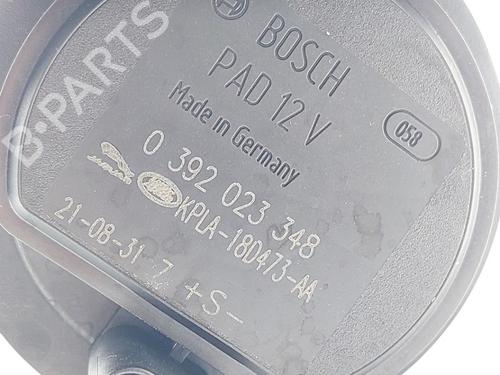 B-PARTS
BOSCH
PAD 12 V
Made in Germany
058
0 392 023 348
JAGUAR
KPLA-18D473-AA
21-08-31 7 +S-